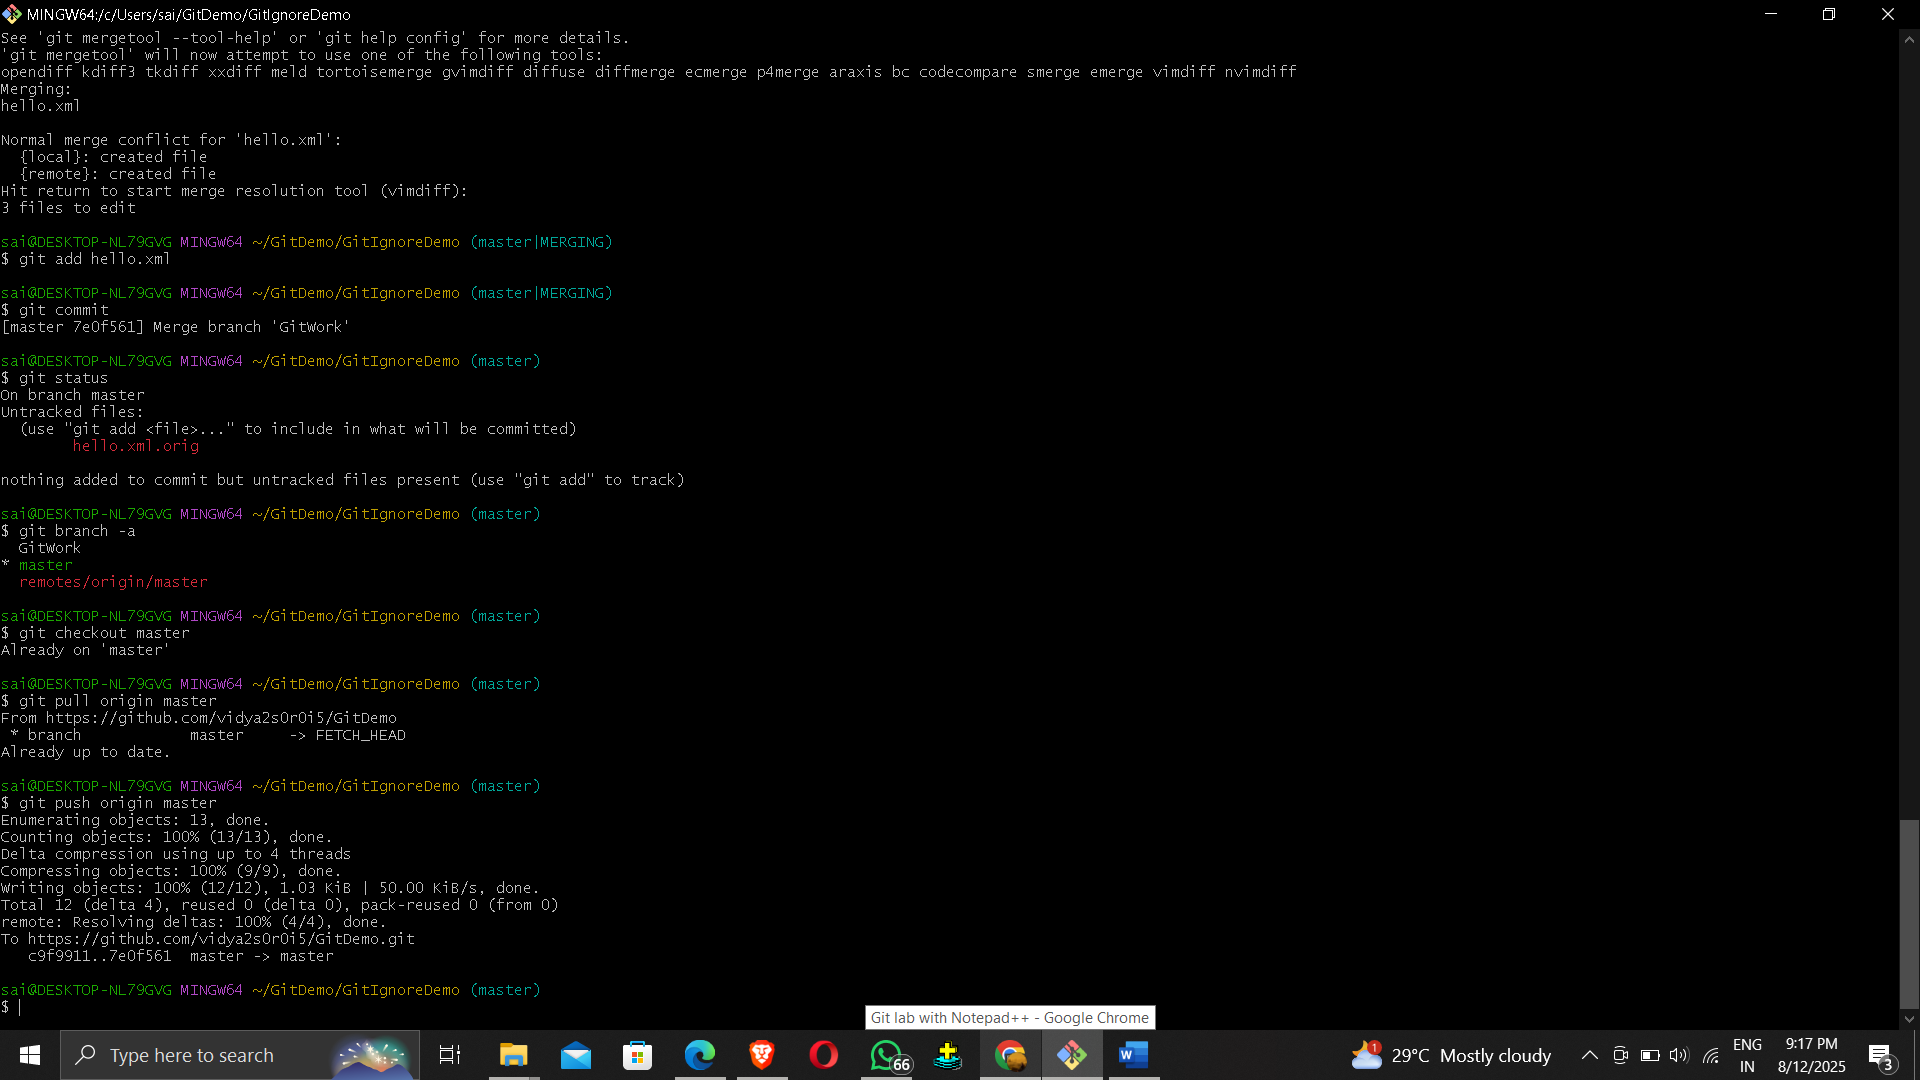 MINGW64:/c/Users/sai/GitDemo/GitIgnoreDemo
See 'git mergetool --tool-help' or 'git help config' for more details.
'git mergetool' will now attempt to use one of the following tools:
opendiff kdiff3 tkdiff xxdiff meld tortoisemerge gvimdiff diffuse diffmerge ecmerge p4merge araxis bc codecompare smerge emerge vimdiff nvimdiff
Merging:
hello.xml
Normal merge conflict for 'hello.xml':
  {local}: created file
  {remote}: created file
Hit return to start merge resolution tool (vimdiff):
3 files to edit
sai@DESKTOP-NL79GVG MINGW64 ~/GitDemo/GitIgnoreDemo (master|MERGING)
$ git add hello.xml
sai@DESKTOP-NL79GVG MINGW64 ~/GitDemo/GitIgnoreDemo (master|MERGING)
$ git commit
[master 7e0f561] Merge branch 'GitWork'
sai@DESKTOP-NL79GVG MINGW64 ~/GitDemo/GitIgnoreDemo (master)
$ git status
On branch master
Untracked files:
  (use "git add <file>..." to include in what will be committed)
        hello.xml.orig
nothing added to commit but untracked files present (use "git add" to track)
sai@DESKTOP-NL79GVG MINGW64 ~/GitDemo/GitIgnoreDemo (master)
$ git branch -a
  GitWork
* master
  remotes/origin/master
sai@DESKTOP-NL79GVG MINGW64 ~/GitDemo/GitIgnoreDemo (master)
$ git checkout master
Already on 'master'
sai@DESKTOP-NL79GVG MINGW64 ~/GitDemo/GitIgnoreDemo (master)
$ git pull origin master
From https://github.com/vidya2s0r0i5/GitDemo
 * branch            master     -> FETCH_HEAD
Already up to date.
sai@DESKTOP-NL79GVG MINGW64 ~/GitDemo/GitIgnoreDemo (master)
$ git push origin master
Enumerating objects: 13, done.
Counting objects: 100% (13/13), done.
Delta compression using up to 4 threads
Compressing objects: 100% (9/9), done.
Writing objects: 100% (12/12), 1.03 KiB | 50.00 KiB/s, done.
Total 12 (delta 4), reused 0 (delta 0), pack-reused 0 (from 0)
remote: Resolving deltas: 100% (4/4), done.
To https://github.com/vidya2s0r0i5/GitDemo.git
   c9f9911..7e0f561  master -> master
sai@DESKTOP-NL79GVG MINGW64 ~/GitDemo/GitIgnoreDemo (master)
$
Git lab with Notepad++ - Google Chrome
Type here to search
66
W
1
29°C Mostly cloudy
ENG
IN
9:17 PM
8/12/2025
3